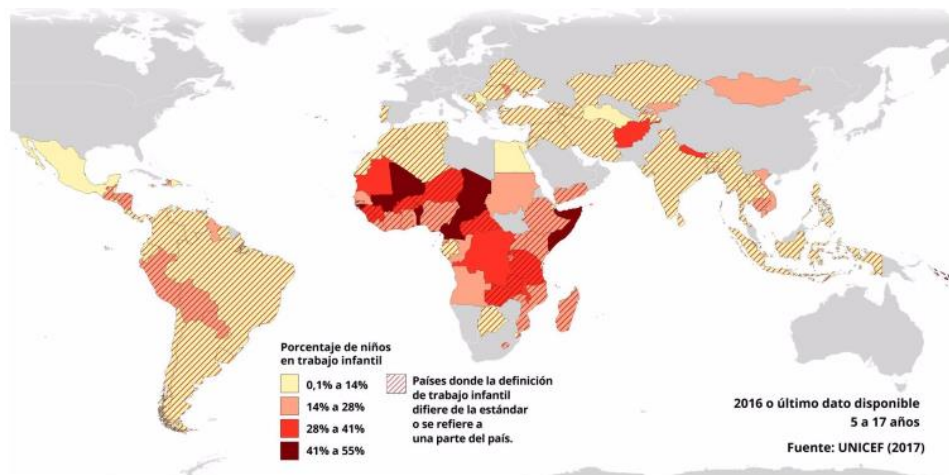 Porcentaje de niños
en trabajo infantil
0,1% a 14%
14% a 28%
28% a 41%
41% a 55%
Países donde la definición
de trabajo infantil
difiere de la estándar
o se refiere a
una parte del país.
2016 o último dato disponible
5 a 17 años
Fuente: UNICEF (2017)